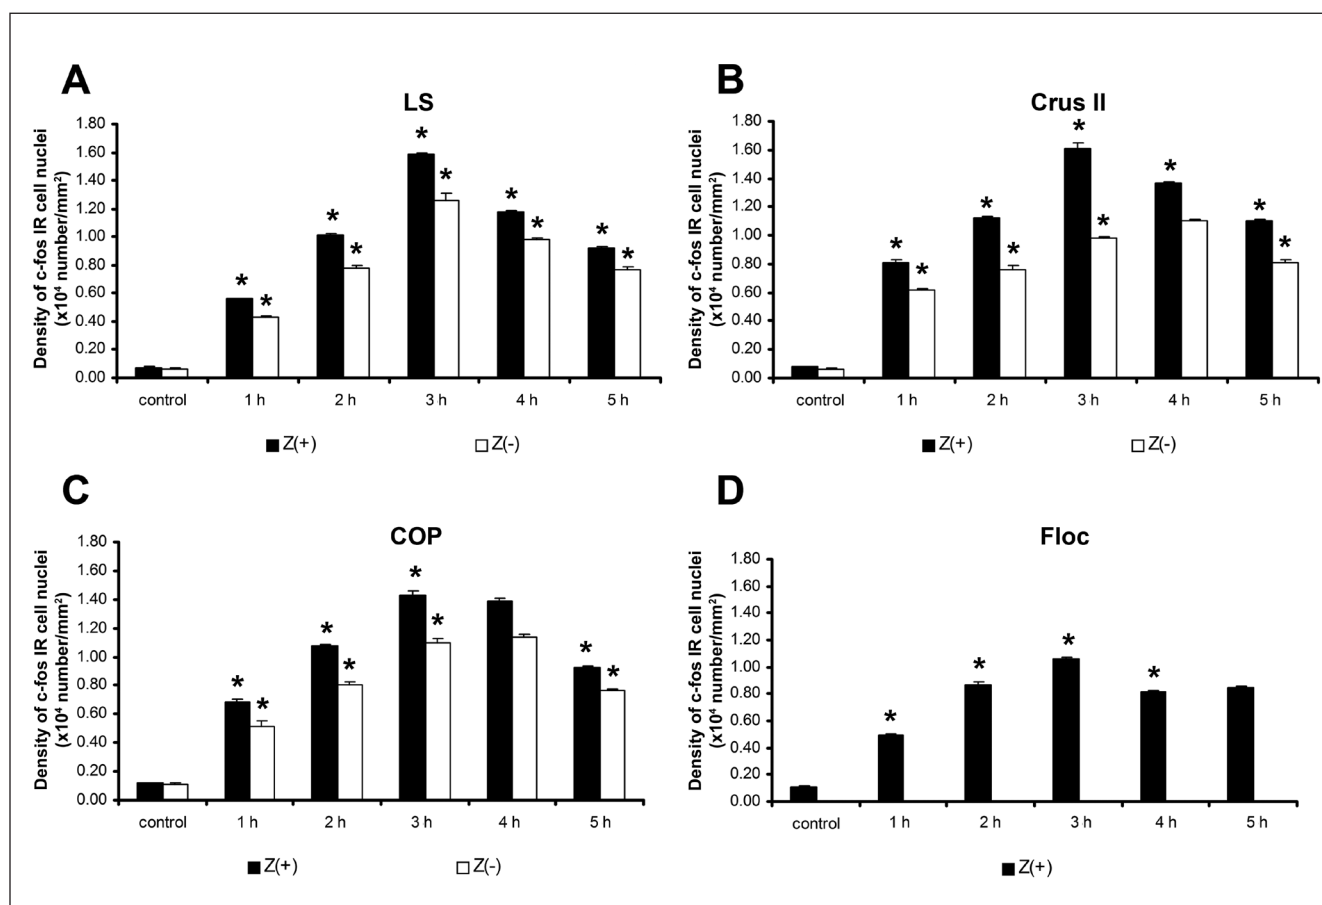 A
LS
Density of c-fos IR cell nuclei
(x10⁴ number/mm²)
1.80
1.60
1.40
1.20
1.00
0.80
0.60
0.40
0.20
0.00
* * * * * * * * * *
control 1 h 2 h 3 h 4 h 5 h
Z(+) Z(-)
B
Crus II
Density of c-fos IR cell nuclei
(x10⁴ number/mm²)
1.80
1.60
1.40
1.20
1.00
0.80
0.60
0.40
0.20
0.00
* * * * * * * * *
control 1 h 2 h 3 h 4 h 5 h
Z(+) Z(-)
C
COP
Density of c-fos IR cell nuclei
(x10⁴ number/mm²)
1.80
1.60
1.40
1.20
1.00
0.80
0.60
0.40
0.20
0.00
* * * * * * * *
control 1 h 2 h 3 h 4 h 5 h
Z(+) Z(-)
D
Floc
Density of c-fos IR cell nuclei
(x10⁴ number/mm²)
1.80
1.60
1.40
1.20
1.00
0.80
0.60
0.40
0.20
0.00
* * * *
control 1 h 2 h 3 h 4 h 5 h
Z(+)